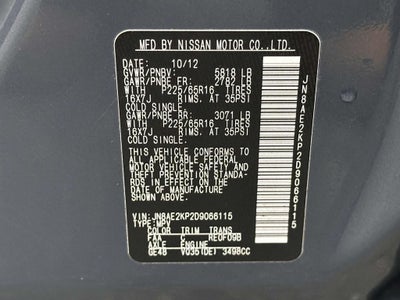 MFD BY NISSAN MOTOR CO.,LTD.
DATE: 10/12
GVWR/PNBV: 5818 LB
GAWR/PNBE FR: 2782 LB
WITH P225/65R16 TIRES,
16X7J RIMS, AT 35PSI
COLD SINGLE.
GAWR/PNBE RR: 3071 LB
WITH P225/65R16 TIRES,
16X7J RIMS, AT 35PSI
COLD SINGLE.
THIS VEHICLE CONFORMS TO
ALL APPLICABLE FEDERAL
MOTOR VEHICLE SAFETY AND
THEFT PREVENTION STANDA-
RDS IN EFFECT ON THE DATE
OF MANUFACTURE SHOWN
ABOVE.
VIN: JN8AE2KP2D9066115
TYPE: MPV
COLOR TRIM TRANS
FAA C RE0F09B
AXLE ENGINE
GE48 VQ35(DE) 3498CC
JN8AE2KP2D9066115